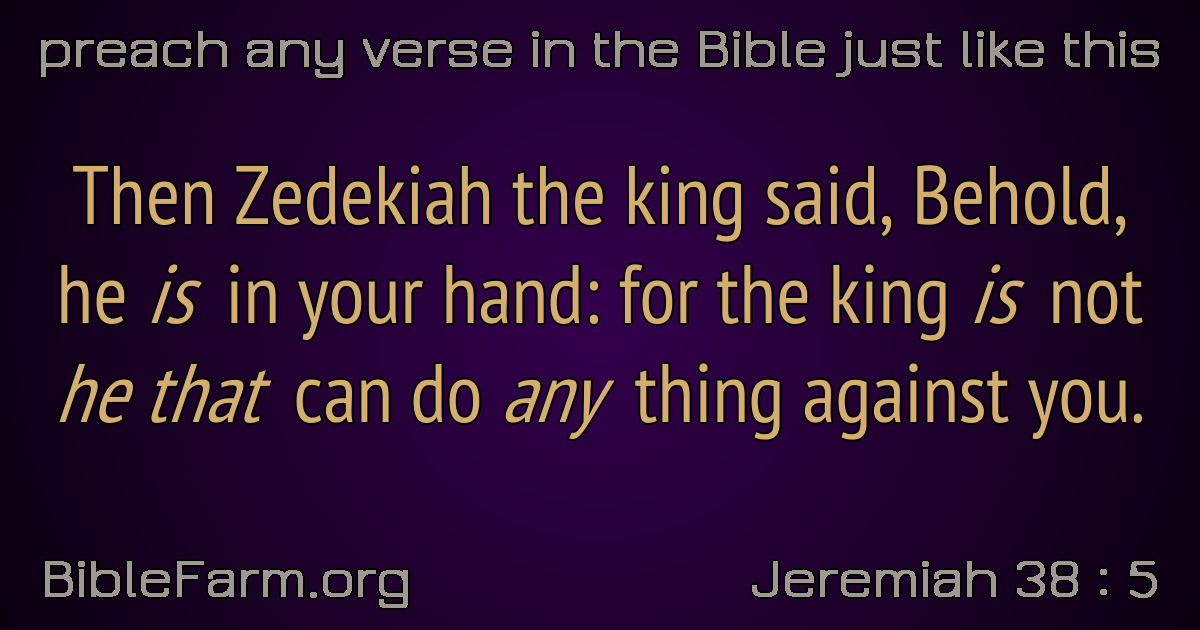 preach any verse in the Bible just like this
Then Zedekiah the king said, Behold,
he is in your hand: for the king is not
he that can do any thing against you.
BibleFarm.org
Jeremiah 38 : 5